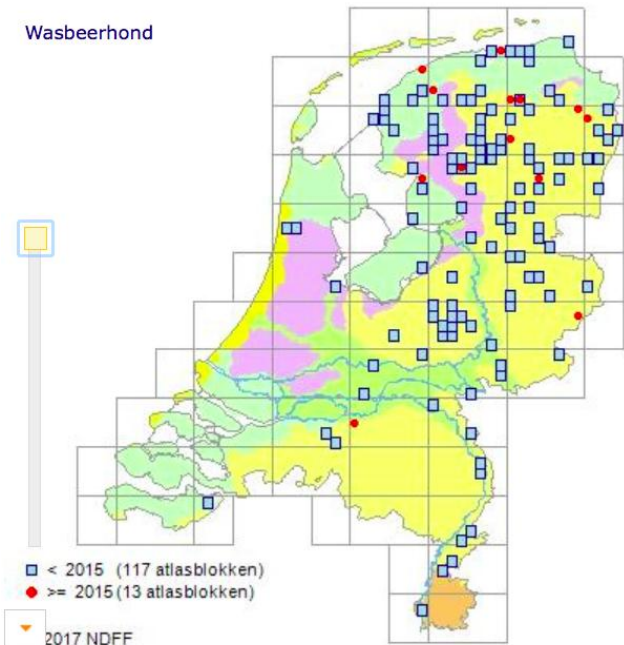 Wasbeerhond
< 2015 (117 atlasblokken)
>= 2015 (13 atlasblokken)
2017 NDFF